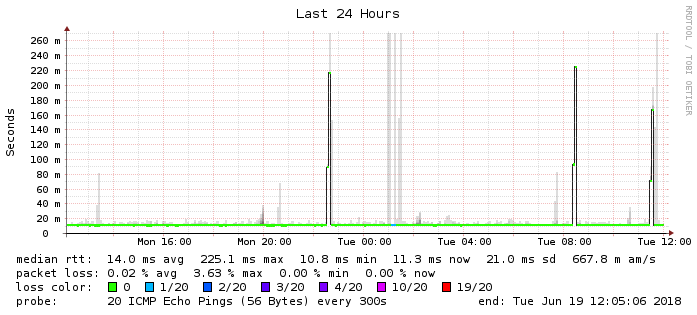 Last 24 Hours
RRDTOOL / TOBI OETIKER
Seconds
260 m
240 m
220 m
200 m
180 m
160 m
140 m
120 m
100 m
80 m
60 m
40 m
20 m
0
Mon 16:00 Mon 20:00 Tue 00:00 Tue 04:00 Tue 08:00 Tue 12:00
median rtt: 14.0 ms avg 225.1 ms max 10.8 ms min 11.3 ms now 21.0 ms sd 667.8 m am/s
packet loss: 0.02 % avg 3.63 % max 0.00 % min 0.00 % now
loss color: 0 1/20 2/20 3/20 4/20 10/20 19/20
probe: 20 ICMP Echo Pings (56 Bytes) every 300s end: Tue Jun 19 12:05:06 2018